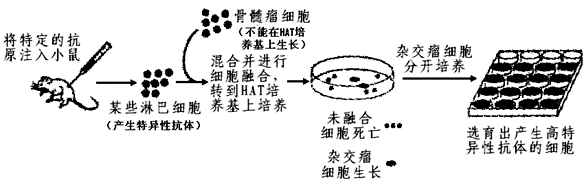 将特定的抗
原注入小鼠
某些淋巴细胞
(产生特异性抗体)
骨髓瘤细胞
(不能在HAT培
养基上生长)
混合并进行
细胞融合,
转到HAT培
养基上培养
未融合
细胞死亡
杂交瘤
细胞生长
杂交瘤细胞
分开培养
选育出产生高特
异性抗体的细胞